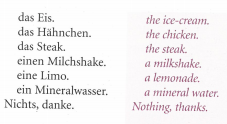 das Eis.
das Hähnchen.
das Steak.
einen Milchshake.
eine Limo.
ein Mineralwasser.
Nichts, danke.
the ice-cream.
the chicken.
the steak.
a milkshake.
a lemonade.
a mineral water.
Nothing, thanks.